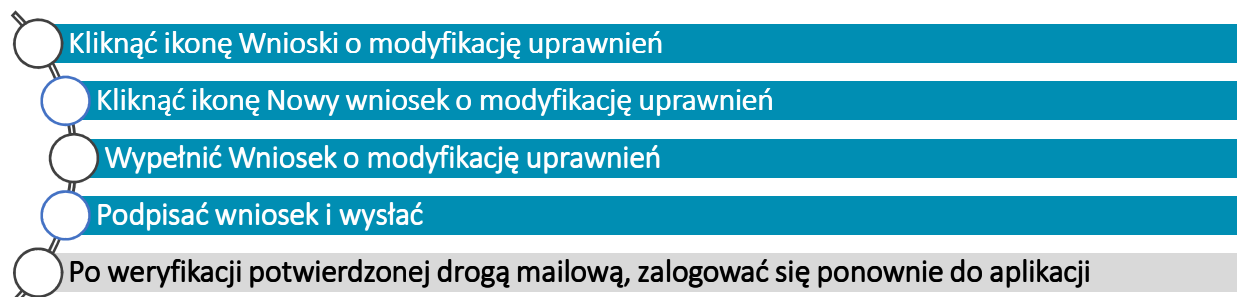 Kliknąć ikonę Wnioski o modyfikację uprawnień
Kliknąć ikonę Nowy wniosek o modyfikację uprawnień
Wypełnić Wniosek o modyfikację uprawnień
Podpisać wniosek i wysłać
Po weryfikacji potwierdzonej drogą mailową, zalogować się ponownie do aplikacji